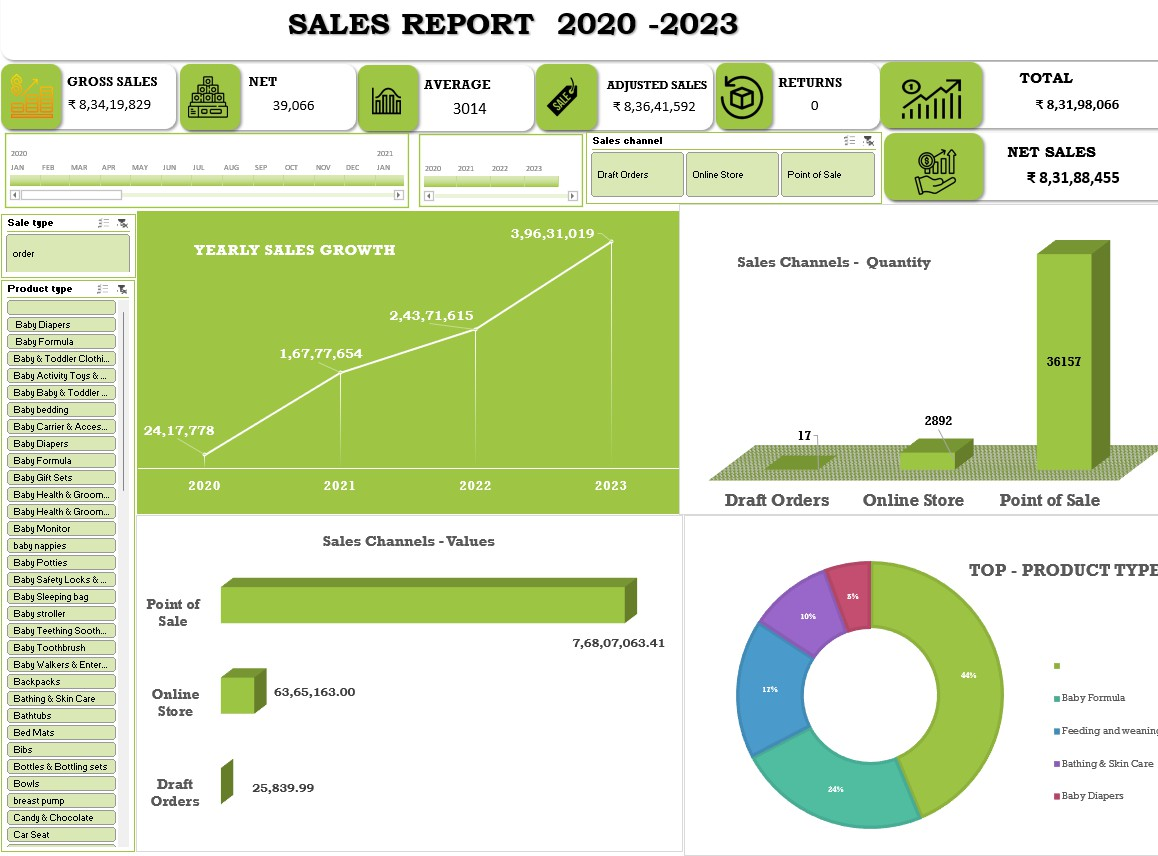 SALES REPORT 2020 -2023
GROSS SALES
₹ 8,34,19,829
NET
39,066
AVERAGE
3014
SALE
ADJUSTED SALES
₹ 8,36,41,592
RETURNS
0
TOTAL
₹ 8,31,98,066
NET SALES
₹ 8,31,88,455
2020 2021
JAN FEB MAR APR MAY JUN JUL AUG SEP OCT NOV DEC JAN
2020 2021 2022 2023
Sales channel
Draft Orders
Online Store
Point of Sale
Sale type
order
Product type
Baby Diapers
Baby Formula
Baby & Toddler Clothi...
Baby Activity Toys & ...
Baby Baby & Toddler ...
Baby bedding
Baby Carrier & Acces...
Baby Diapers
Baby Formula
Baby Gift Sets
Baby Health & Groom...
Baby Health & Groom...
Baby Monitor
baby nappies
Baby Potties
Baby Safety Locks & ...
Baby Sleeping bag
Baby stroller
Baby Teething Sooth...
Baby Toothbrush
Baby Walkers & Enter...
Backpacks
Bathing & Skin Care
Bathtubs
Bed Mats
Bibs
Bottles & Bottling sets
Bowls
breast pump
Candy & Chocolate
Car Seat
YEARLY SALES GROWTH
24,17,778
1,67,77,654
2,43,71,615
3,96,31,019
2020 2021 2022 2023
Sales Channels - Quantity
17
2892
36157
Draft Orders Online Store Point of Sale
Sales Channels - Values
Point of
Sale
7,68,07,063.41
Online
Store
63,65,163.00
Draft
Orders
25,839.99
TOP - PRODUCT TYPE
44%
24%
10%
Baby Formula
Feeding and weaning
Bathing & Skin Care
Baby Diapers